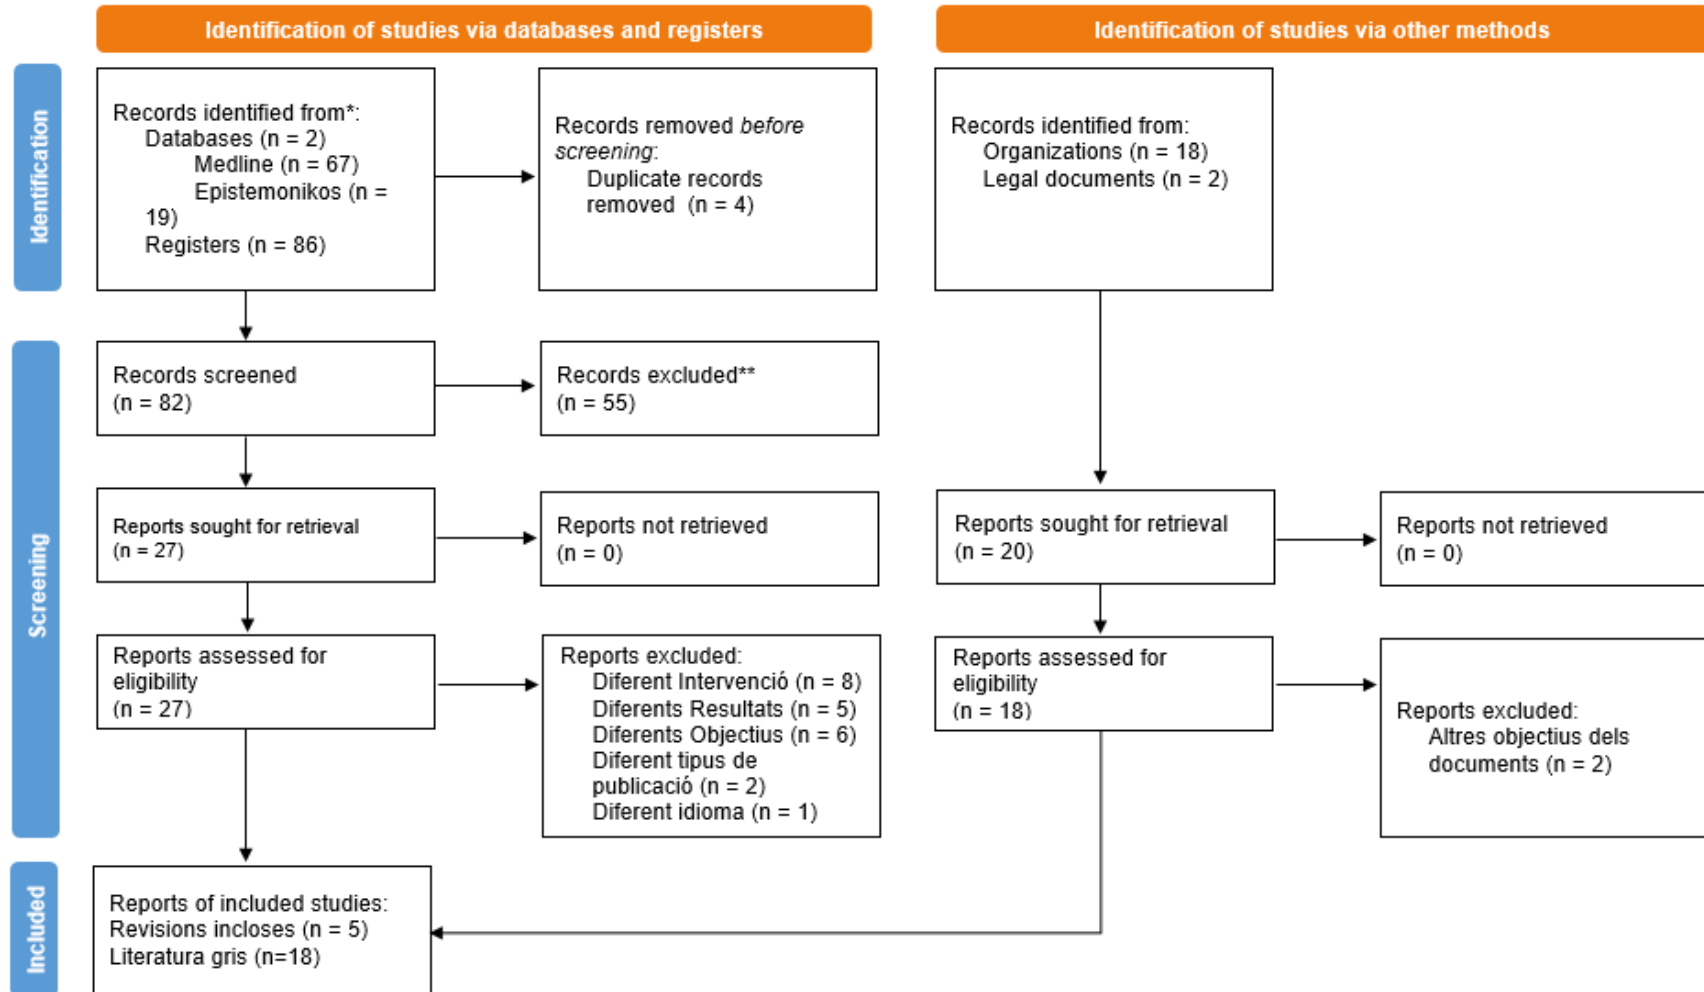 Identification of studies via databases and registers
Identification of studies via other methods
Identification
Records identified from*:
Databases (n = 2)
Medline (n = 67)
Epistemonikos (n =
19)
Registers (n = 86)
Records removed before
screening:
Duplicate records
removed (n = 4)
Records identified from:
Organizations (n = 18)
Legal documents (n = 2)
Screening
Records screened
(n = 82)
Records excluded**
(n = 55)
Reports sought for retrieval
(n = 27)
Reports not retrieved
(n = 0)
Reports sought for retrieval
(n = 20)
Reports not retrieved
(n = 0)
Reports assessed for
eligibility
(n = 27)
Reports excluded:
Diferent Intervenció (n = 8)
Diferents Resultats (n = 5)
Diferents Objectius (n = 6)
Diferent tipus de
publicació (n = 2)
Diferent idioma (n = 1)
Reports assessed for
eligibility
(n = 18)
Reports excluded:
Altres objectius dels
documents (n = 2)
Included
Reports of included studies:
Revisions incloses (n = 5)
Literatura gris (n=18)